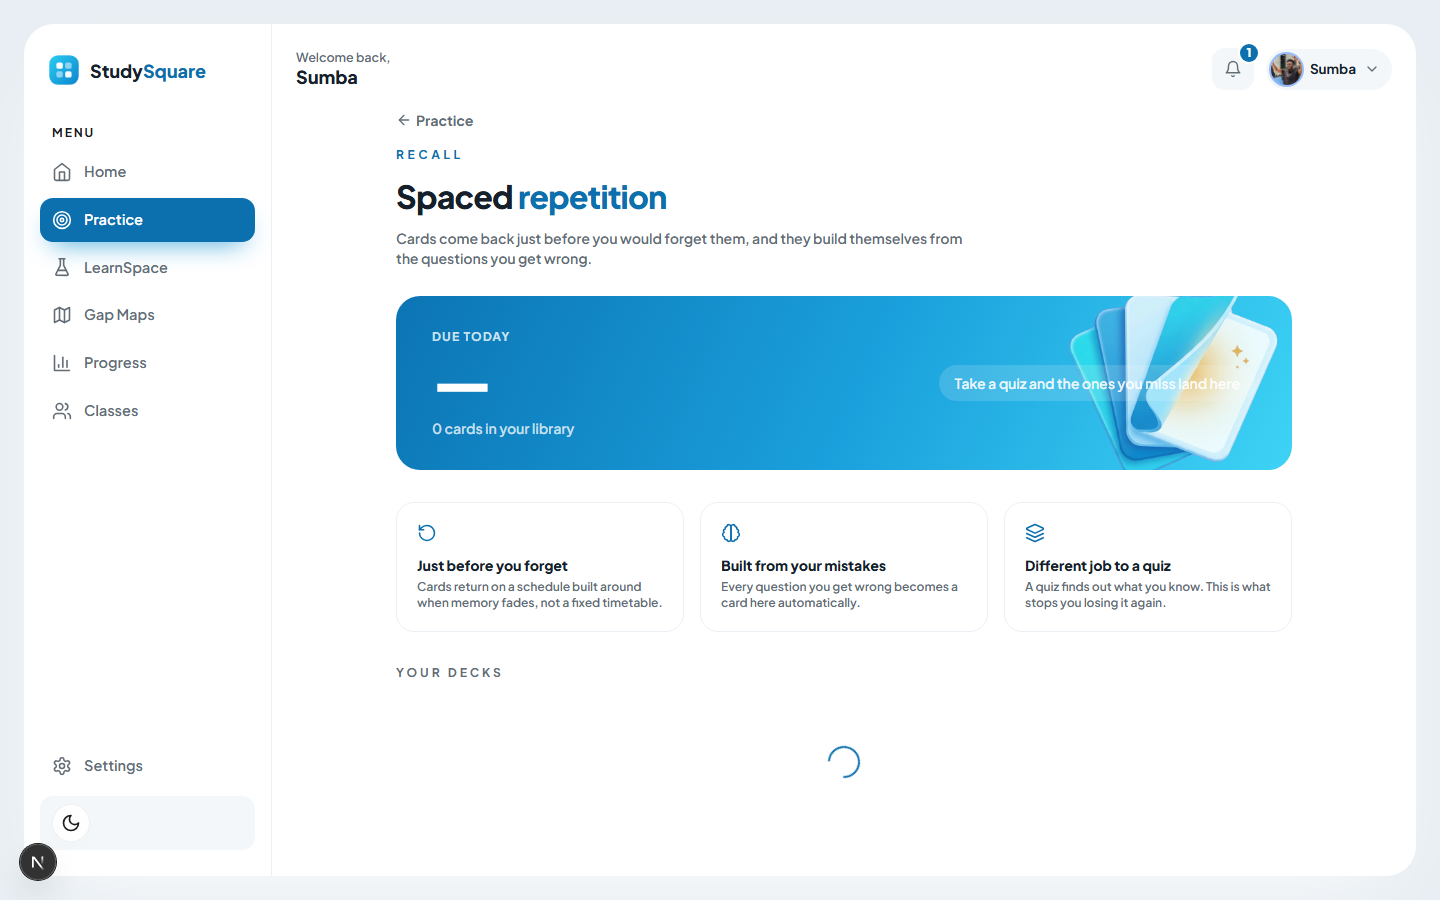 StudySquare
MENU
Home
Practice
LearnSpace
Gap Maps
Progress
Classes
Settings
N
Welcome back,
Sumba
1
Sumba
Practice
RECALL
Spaced repetition
Cards come back just before you would forget them, and they build themselves from
the questions you get wrong.
DUE TODAY
—
0 cards in your library
Take a quiz and the ones you miss land here
Just before you forget
Cards return on a schedule built around
when memory fades, not a fixed timetable.
Built from your mistakes
Every question you get wrong becomes a
card here automatically.
Different job to a quiz
A quiz finds out what you know. This is what
stops you losing it again.
YOUR DECKS